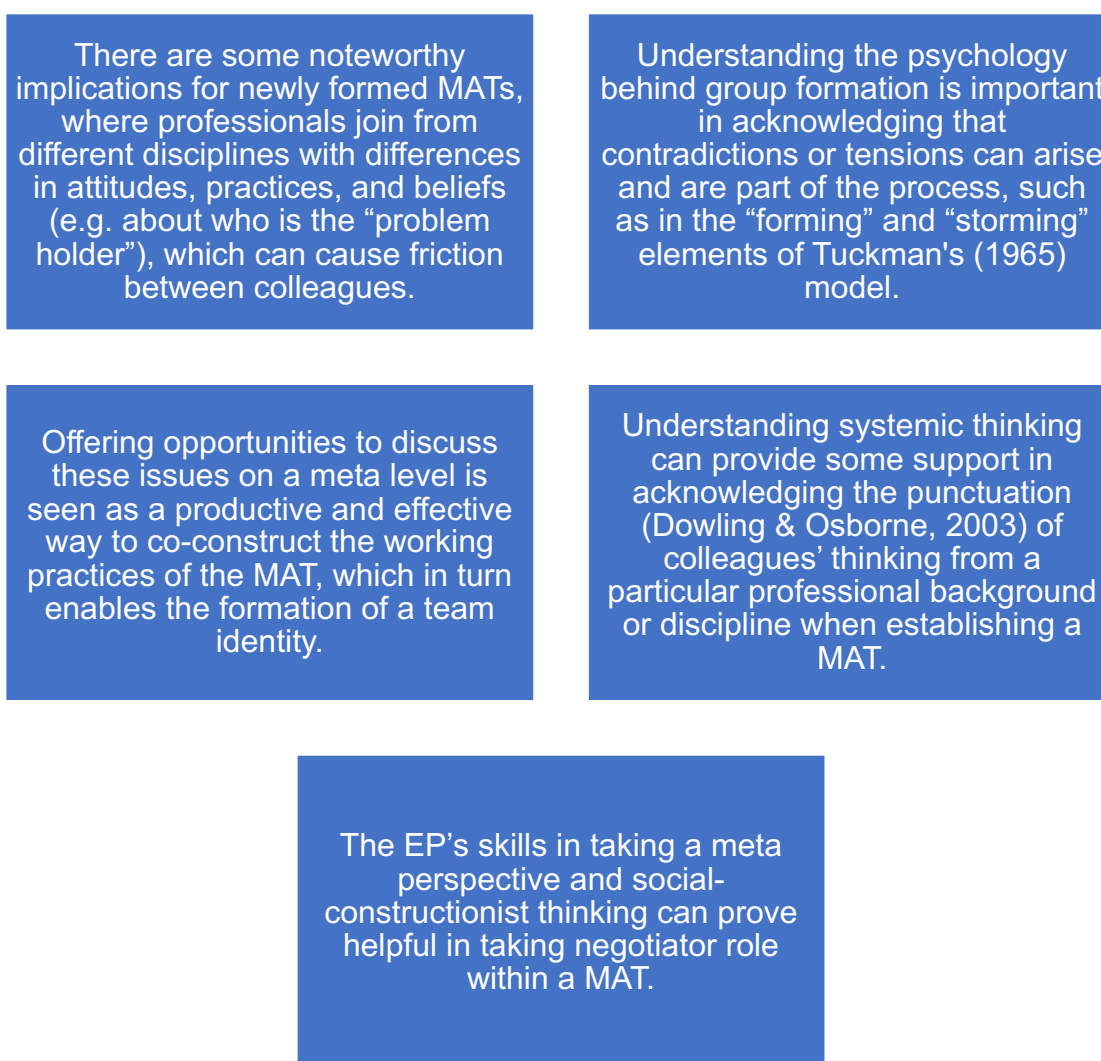 There are some noteworthy
implications for newly formed MATs,
where professionals join from
different disciplines with differences
in attitudes, practices, and beliefs
(e.g. about who is the “problem
holder”), which can cause friction
between colleagues.
Understanding the psychology
behind group formation is important
in acknowledging that
contradictions or tensions can arise
and are part of the process, such
as in the “forming” and “storming”
elements of Tuckman's (1965)
model.
Offering opportunities to discuss
these issues on a meta level is
seen as a productive and effective
way to co-construct the working
practices of the MAT, which in turn
enables the formation of a team
identity.
Understanding systemic thinking
can provide some support in
acknowledging the punctuation
(Dowling & Osborne, 2003) of
colleagues’ thinking from a
particular professional background
or discipline when establishing a
MAT.
The EP’s skills in taking a meta
perspective and social-
constructionist thinking can prove
helpful in taking negotiator role
within a MAT.